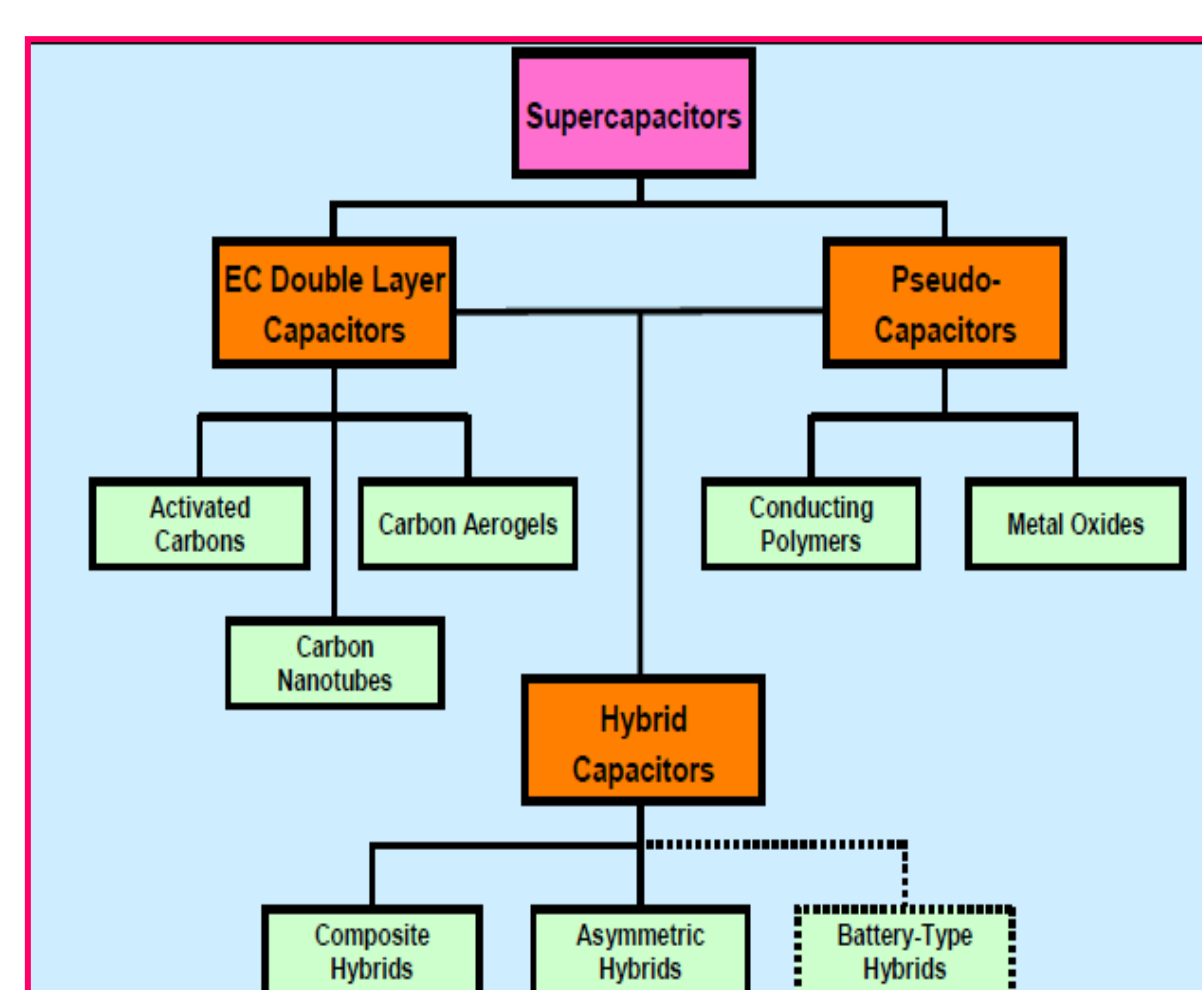 Supercapacitors
EC Double Layer
Capacitors
Pseudo-
Capacitors
Activated
Carbons
Carbon Aerogels
Conducting
Polymers
Metal Oxides
Carbon
Nanotubes
Hybrid
Capacitors
Composite
Hybrids
Asymmetric
Hybrids
Battery-Type
Hybrids